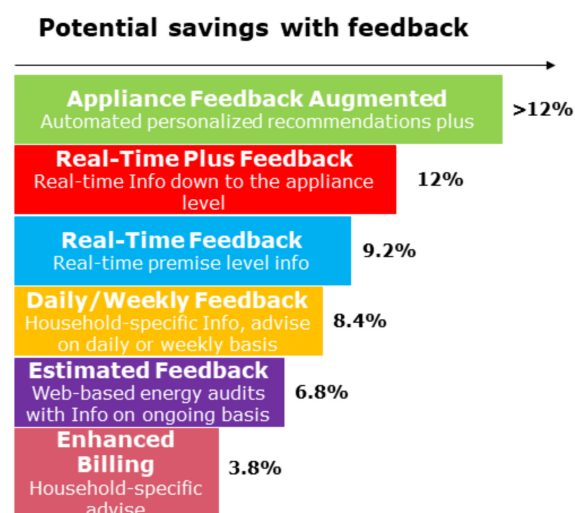 Potential savings with feedback
Appliance Feedback Augmented
Automated personalized recommendations plus
>12%
Real-Time Plus Feedback
Real-time Info down to the appliance
level
12%
Real-Time Feedback
Real-time premise level info
9.2%
Daily/Weekly Feedback
Household-specific Info, advise
on daily or weekly basis
8.4%
Estimated Feedback
Web-based energy audits
with Info on ongoing basis
6.8%
Enhanced
Billing
Household-specific
advise
3.8%